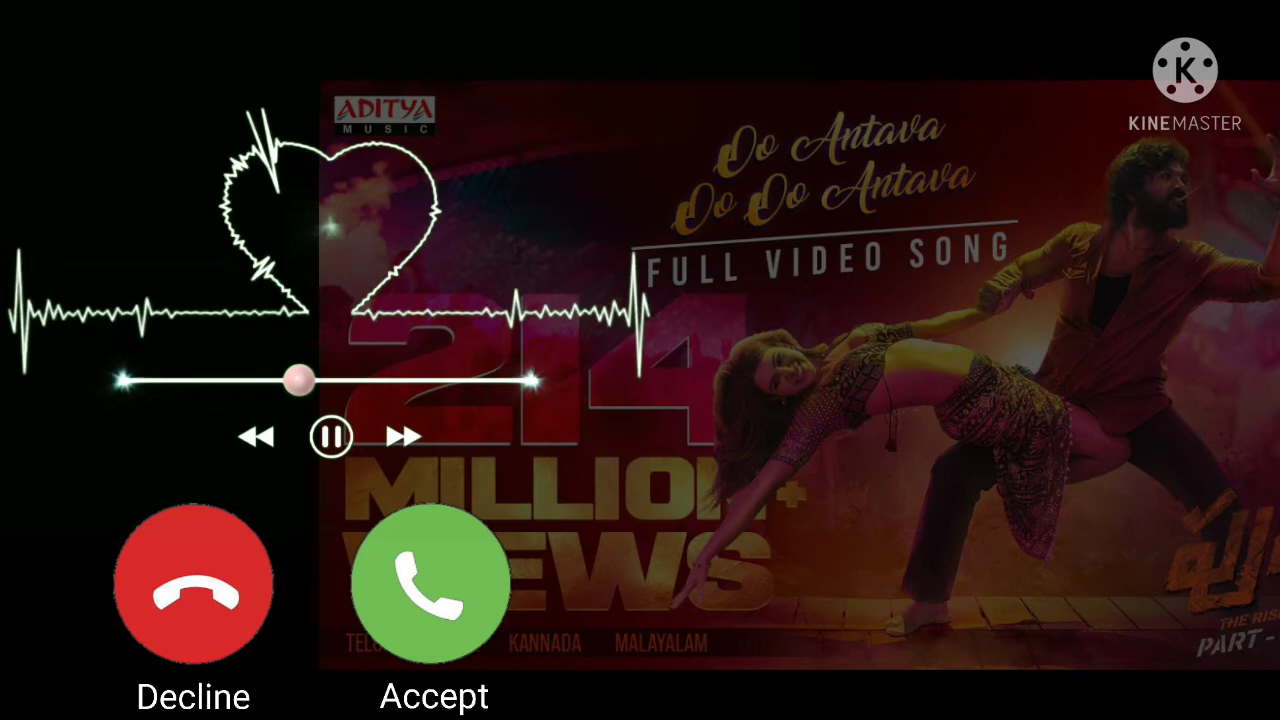 KINEMASTER
ADITYA
MUSIC
Oo Antava
Oo Oo Antava
FULL VIDEO SONG
214
MILLION+
VIEWS
KANNADA MALAYALAM
THE RISE
PART -
Decline Accept